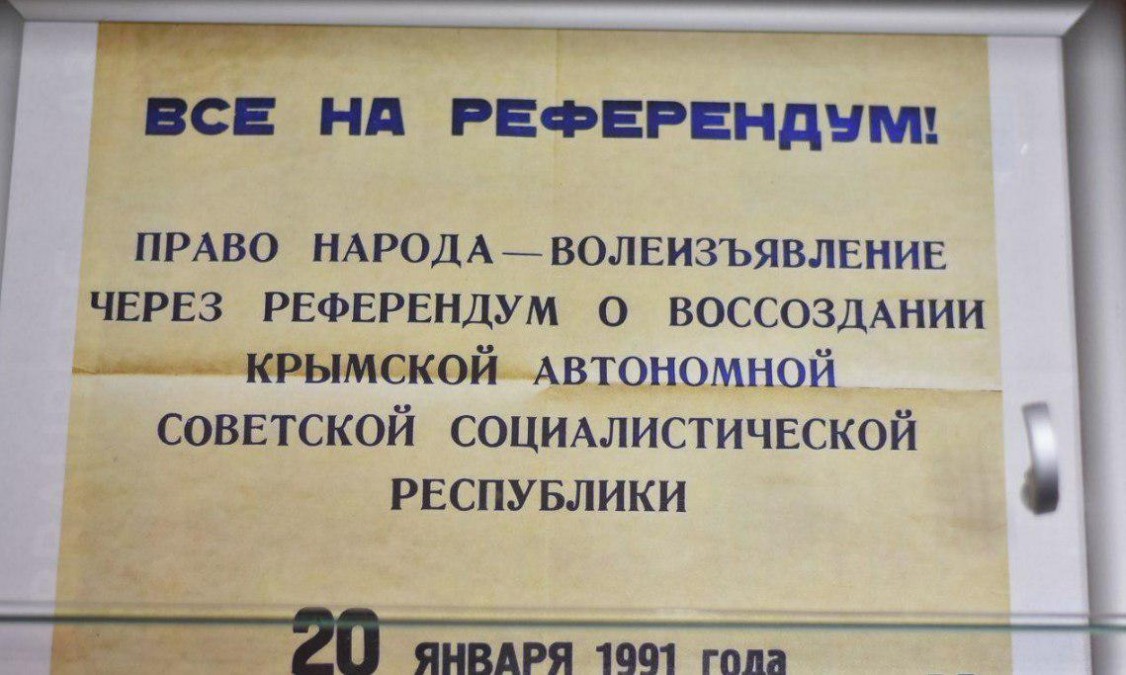 ВСЕ НА РЕФЕРЕНДУМ!
ПРАВО НАРОДА — ВОЛЕИЗЪЯВЛЕНИЕ
ЧЕРЕЗ РЕФЕРЕНДУМ О ВОССОЗДАНИИ
КРЫМСКОЙ АВТОНОМНОЙ
СОВЕТСКОЙ СОЦИАЛИСТИЧЕСКОЙ
РЕСПУБЛИКИ
20 ЯНВАРЯ 1991 года